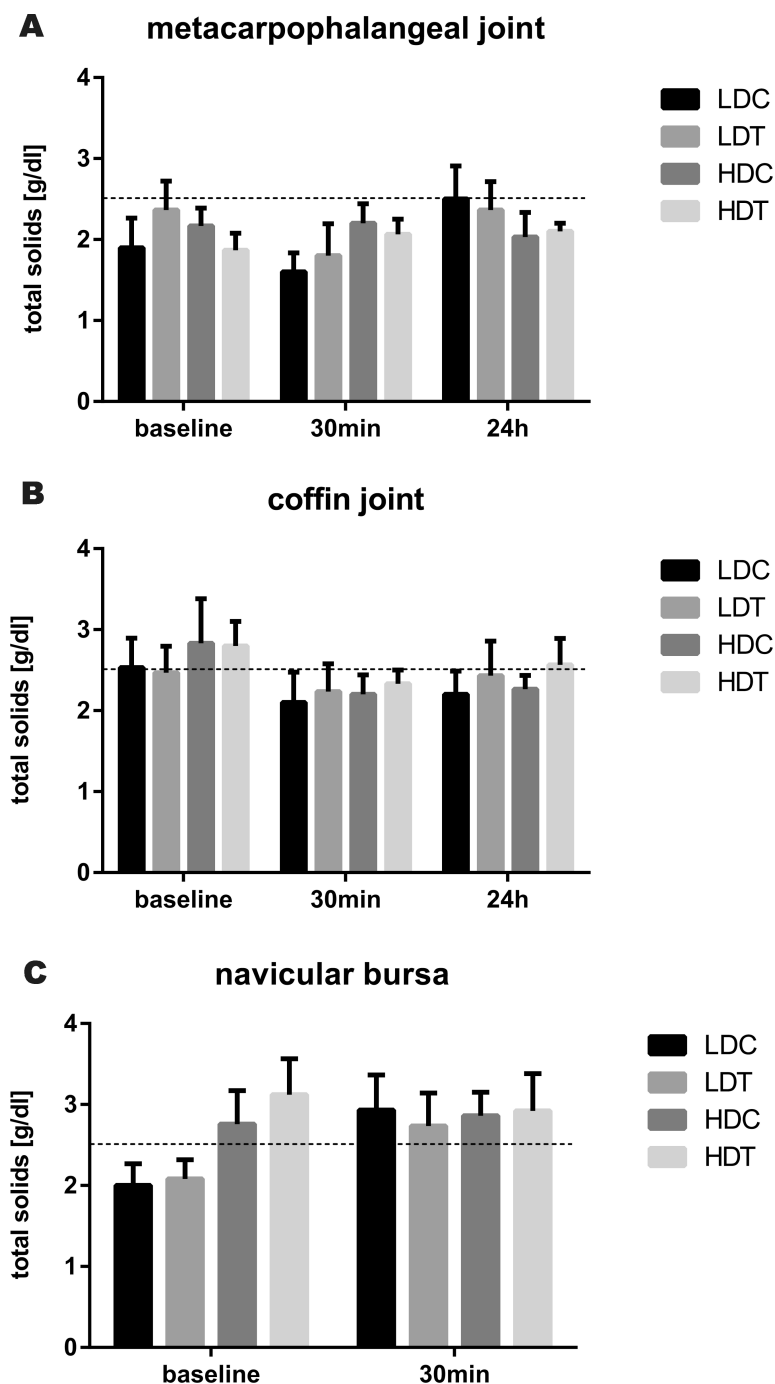 A
metacarpophalangeal joint
total solids [g/dl]
4
3
2
1
0
baseline
30min
24h
LDC
LDT
HDC
HDT
B
coffin joint
total solids [g/dl]
4
3
2
1
0
baseline
30min
24h
LDC
LDT
HDC
HDT
C
navicular bursa
total solids [g/dl]
4
3
2
1
0
baseline
30min
LDC
LDT
HDC
HDT